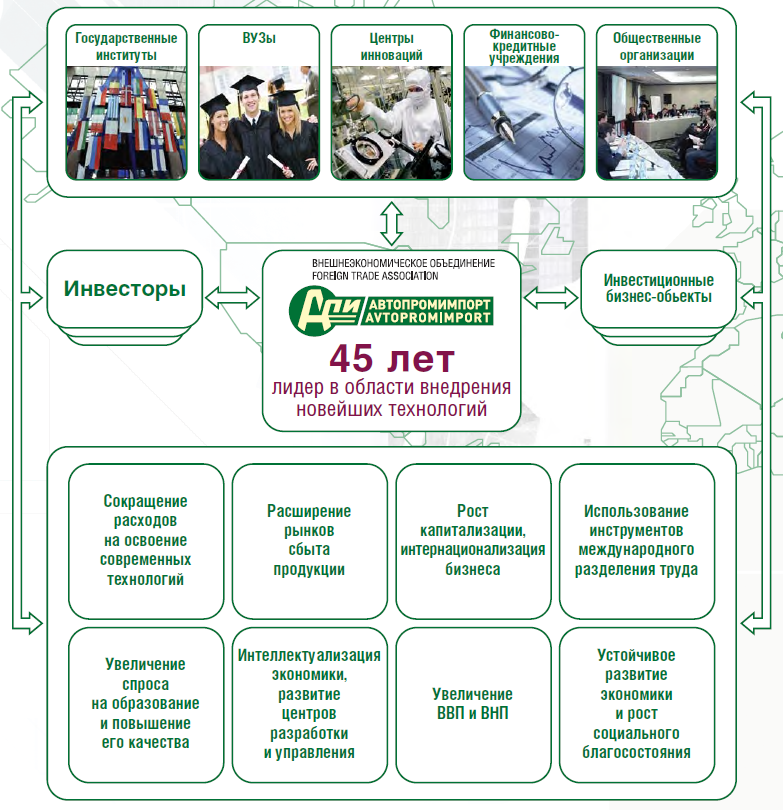 Государственные
институты
ВУЗы
Центры
инноваций
Финансово-
кредитные
учреждения
Общественные
организации
Инвесторы
ВНЕШНЕЭКОНОМИЧЕСКОЕ ОБЪЕДИНЕНИЕ
FOREIGN TRADE ASSOCIATION
Апи АВТОПРОМИМПОРТ
AVTOPROMIMPORT
45 лет
лидер в области внедрения
новейших технологий
Инвестиционные
бизнес-обьекты
Сокращение
расходов
на освоение
современных
технологий
Расширение
рынков
сбыта
продукции
Рост
капитализации,
интернационализация
бизнеса
Использование
инструментов
международного
разделения труда
Увеличение
спроса
на образование
и повышение
его качества
Интеллектуализация
экономики,
развитие
центров
разработки
и управления
Увеличение
ВВП и ВНП
Устойчивое
развитие
экономики
и рост
социального
благосостояния